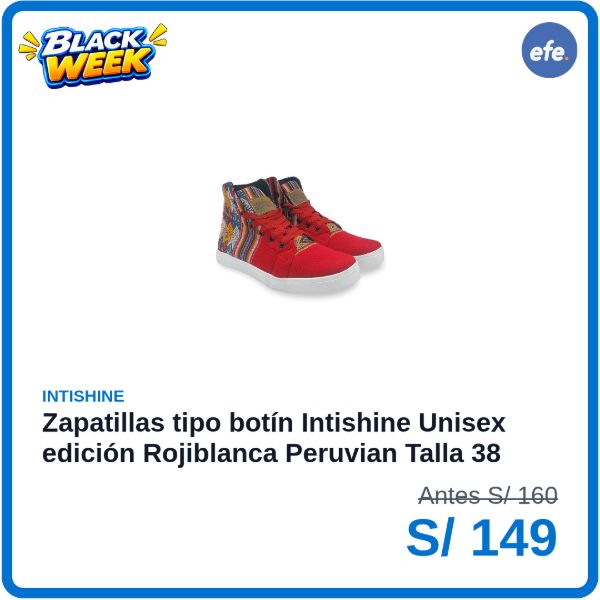 BLACK
WEEK
efe.
INTISHINE
Zapatillas tipo botín Intishine Unisex
edición Rojiblanca Peruvian Talla 38
Antes S/ 160
S/ 149